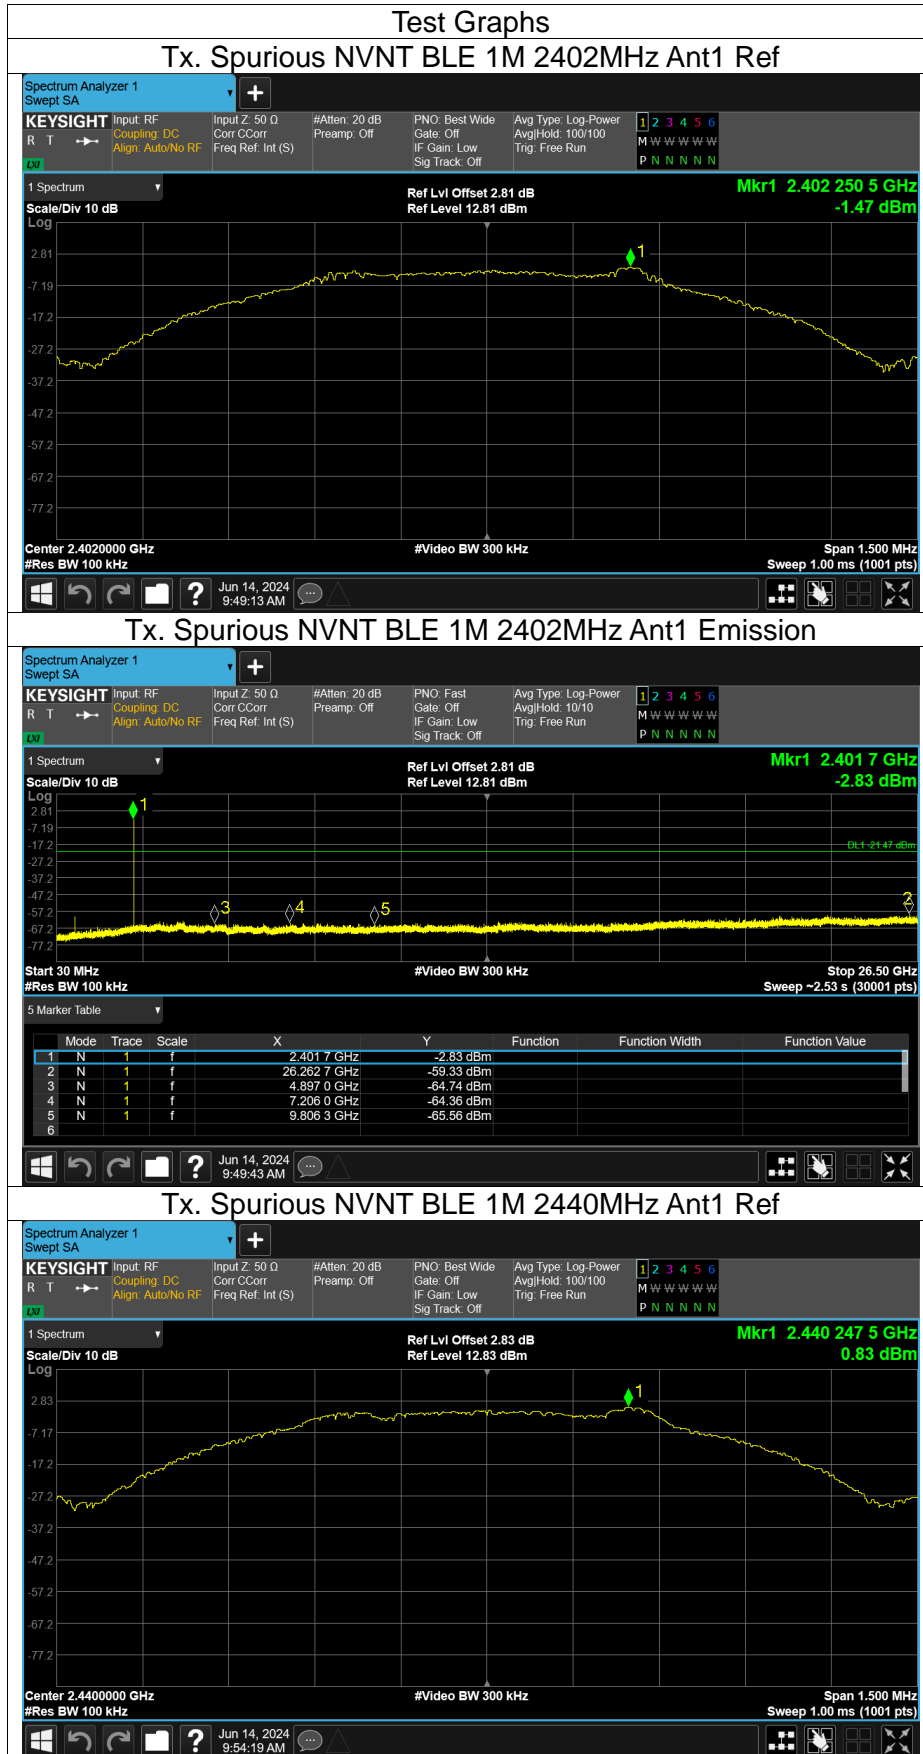 Test Graphs
Tx. Spurious NVNT BLE 1M 2402MHz Ant1 Ref
Spectrum Analyzer 1
Swept SA
+
KEYSIGHT
R T
LXI
Input: RF
Coupling: DC
Align: Auto/No RF
Input Z: 50 Ω
Corr CCorr
Freq Ref: Int (S)
#Atten: 20 dB
Preamp: Off
PNO: Best Wide
Gate: Off
IF Gain: Low
Sig Track: Off
Avg Type: Log-Power
Avg|Hold: 100/100
Trig: Free Run
1 2 3 4 5 6
M W W W W W
P N N N N N
1 Spectrum
Scale/Div 10 dB
Ref Lvl Offset 2.81 dB
Ref Level 12.81 dBm
Mkr1 2.402 250 5 GHz
-1.47 dBm
Log
1
2.81
-7.19
-17.2
-27.2
-37.2
-47.2
-57.2
-67.2
-77.2
Center 2.4020000 GHz
#Res BW 100 kHz
#Video BW 300 kHz
Span 1.500 MHz
Sweep 1.00 ms (1001 pts)
?
Jun 14, 2024
9:49:13 AM
Tx. Spurious NVNT BLE 1M 2402MHz Ant1 Emission
Spectrum Analyzer 1
Swept SA
+
KEYSIGHT
R T
LXI
Input: RF
Coupling: DC
Align: Auto/No RF
Input Z: 50 Ω
Corr CCorr
Freq Ref: Int (S)
#Atten: 20 dB
Preamp: Off
PNO: Fast
Gate: Off
IF Gain: Low
Sig Track: Off
Avg Type: Log-Power
Avg|Hold: 10/10
Trig: Free Run
1 2 3 4 5 6
M W W W W W
P N N N N N
1 Spectrum
Scale/Div 10 dB
Ref Lvl Offset 2.81 dB
Ref Level 12.81 dBm
Mkr1 2.401 7 GHz
-2.83 dBm
Log
1
2.81
-7.19
-17.2
DL1 -21.47 dBm
-27.2
-37.2
-47.2
-57.2
3
4
5
2
-67.2
-77.2
Start 30 MHz
#Res BW 100 kHz
#Video BW 300 kHz
Stop 26.50 GHz
Sweep ~2.53 s (30001 pts)
5 Marker Table
Mode Trace Scale X Y Function Function Width Function Value
1 N 1 f 2.401 7 GHz -2.83 dBm
2 N 1 f 26.262 7 GHz -59.33 dBm
3 N 1 f 4.897 0 GHz -64.74 dBm
4 N 1 f 7.206 0 GHz -64.36 dBm
5 N 1 f 9.806 3 GHz -65.56 dBm
6
?
Jun 14, 2024
9:49:43 AM
Tx. Spurious NVNT BLE 1M 2440MHz Ant1 Ref
Spectrum Analyzer 1
Swept SA
+
KEYSIGHT
R T
LXI
Input: RF
Coupling: DC
Align: Auto/No RF
Input Z: 50 Ω
Corr CCorr
Freq Ref: Int (S)
#Atten: 20 dB
Preamp: Off
PNO: Best Wide
Gate: Off
IF Gain: Low
Sig Track: Off
Avg Type: Log-Power
Avg|Hold: 100/100
Trig: Free Run
1 2 3 4 5 6
M W W W W W
P N N N N N
1 Spectrum
Scale/Div 10 dB
Ref Lvl Offset 2.83 dB
Ref Level 12.83 dBm
Mkr1 2.440 247 5 GHz
0.83 dBm
Log
1
2.83
-7.17
-17.2
-27.2
-37.2
-47.2
-57.2
-67.2
-77.2
Center 2.4400000 GHz
#Res BW 100 kHz
#Video BW 300 kHz
Span 1.500 MHz
Sweep 1.00 ms (1001 pts)
?
Jun 14, 2024
9:54:19 AM